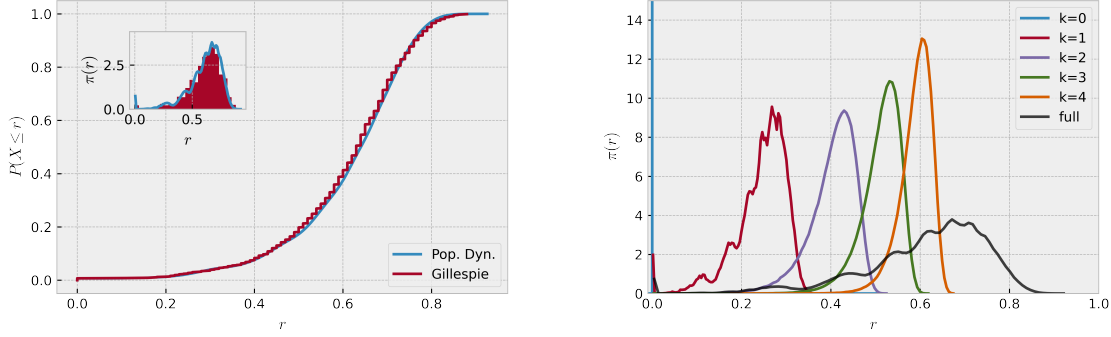 1.0
0.8
0.6
0.4
0.2
0.0
P(X ≤ r)
0.0 0.2 0.4 0.6 0.8
r
2.5
0.0
π(r)
0.0 0.5
r
Pop. Dyn.
Gillespie
14
12
10
8
6
4
2
0
π(r)
0.0 0.2 0.4 0.6 0.8 1.0
r
k=0
k=1
k=2
k=3
k=4
full